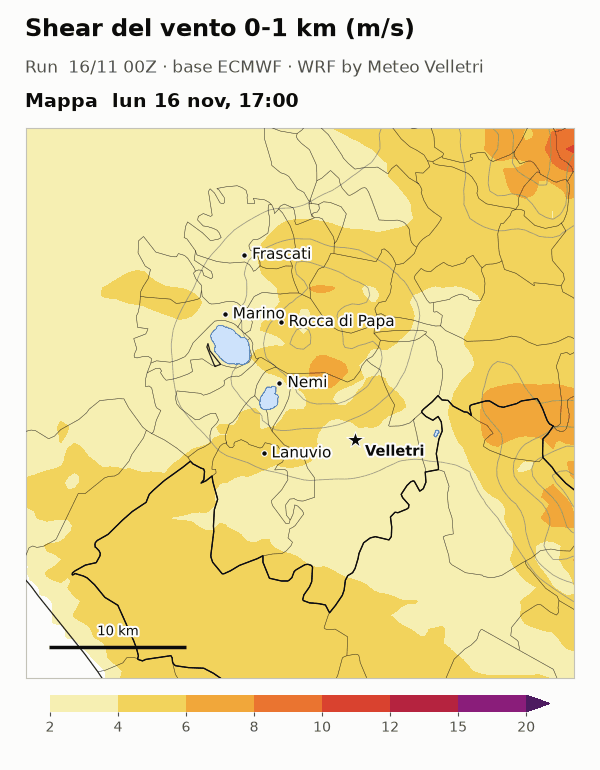 Shear del vento 0-1 km (m/s)
Run  16/11 00Z · base ECMWF · WRF by Meteo Velletri
Mappa  lun 16 nov, 17:00
Frascati
Marino
Rocca di Papa
Nemi
Velletri
Lanuvio
10 km
2 4 6 8 10 12 15 20